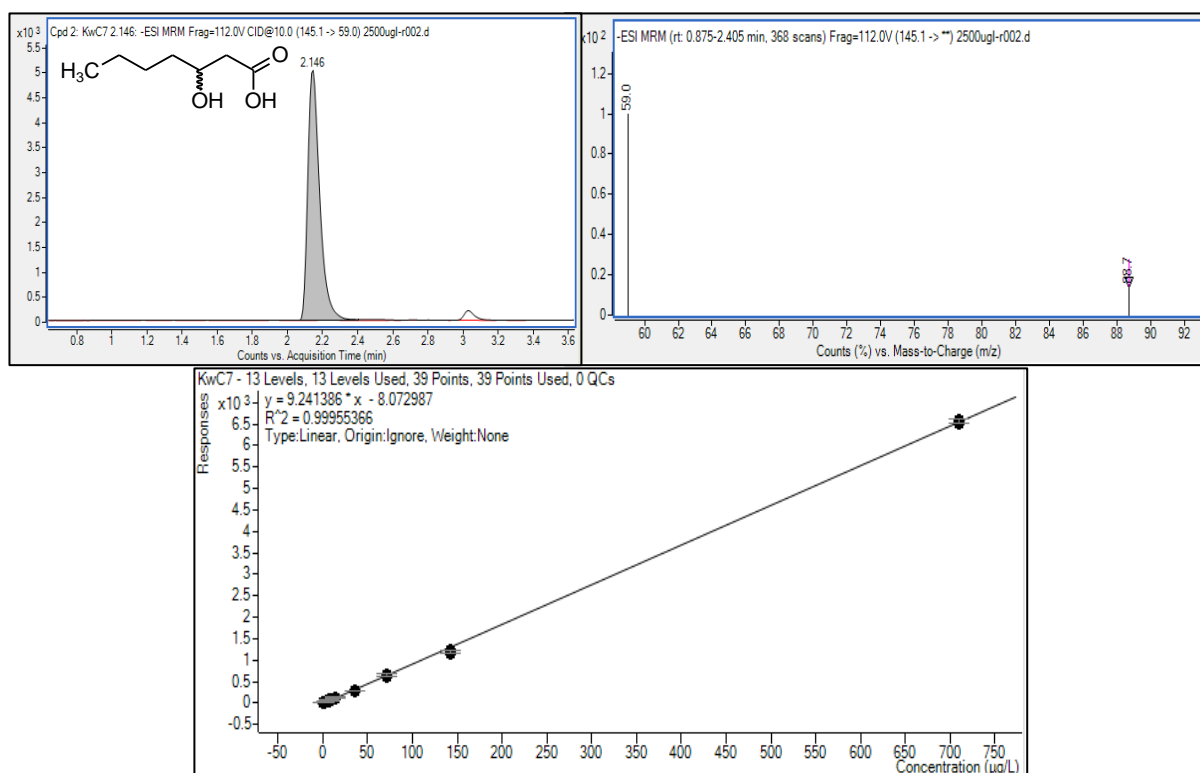 Cpd 2: KwC7 2.146: -ESI MRM Frag=112.0V CID@10.0 (145.1 -> 59.0) 2500ugl-r002.d
x10³
5.5
5
4.5
4
3.5
3
2.5
2
1.5
1
0.5
0
H₃C
O
OH
OH
2.146
0.8 1 1.2 1.4 1.6 1.8 2 2.2 2.4 2.6 2.8 3 3.2 3.4 3.6
Counts vs. Acquisition Time (min)
x10²
-ESI MRM (rt: 0.875-2.405 min, 368 scans) Frag=112.0V (145.1 -> **) 2500ugl-r002.d
1.2
1
0.8
0.6
0.4
0.2
0
59.0
88.7
60 62 64 66 68 70 72 74 76 78 80 82 84 86 88 90 92
Counts (%) vs. Mass-to-Charge (m/z)
KwC7 - 13 Levels, 13 Levels Used, 39 Points, 39 Points Used, 0 QCs
Responses
x10³
y = 9.241386 * x - 8.072987
R^2 = 0.99955366
Type:Linear, Origin:Ignore, Weight:None
6.5
6
5.5
5
4.5
4
3.5
3
2.5
2
1.5
1
0.5
0
-0.5
-50 0 50 100 150 200 250 300 350 400 450 500 550 600 650 700 750
Concentration (µg/L)